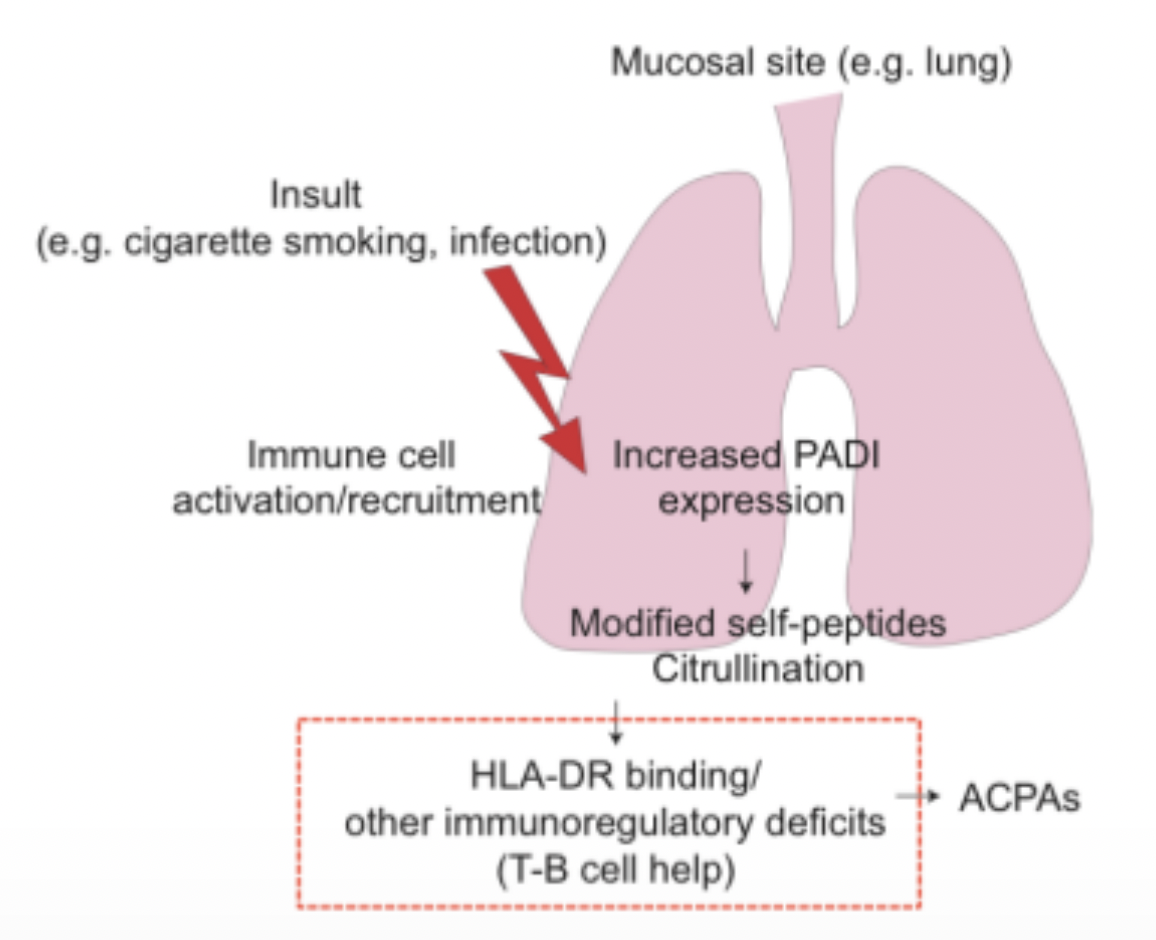 Mucosal site (e.g. lung)
Insult
(e.g. cigarette smoking, infection)
Immune cell
activation/recruitment
Increased PADI
expression
Modified self-peptides
Citrullination
HLA-DR binding/
other immunoregulatory deficits
(T-B cell help)
ACPAs